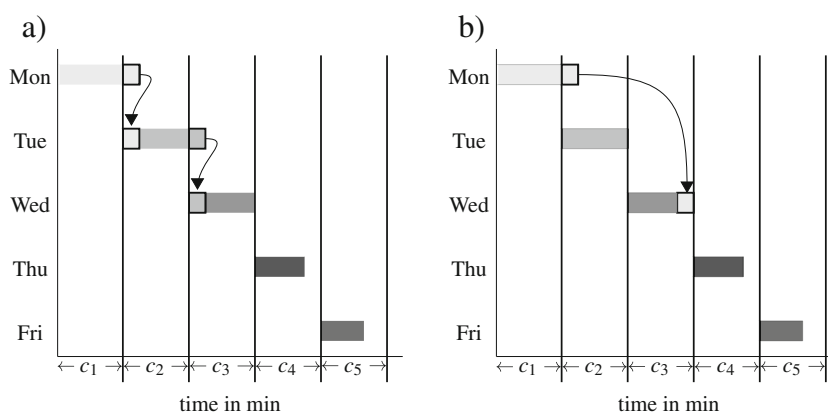 a)
Mon
Tue
Wed
Thu
Fri
c1 c2 c3 c4 c5
time in min
b)
Mon
Tue
Wed
Thu
Fri
c1 c2 c3 c4 c5
time in min